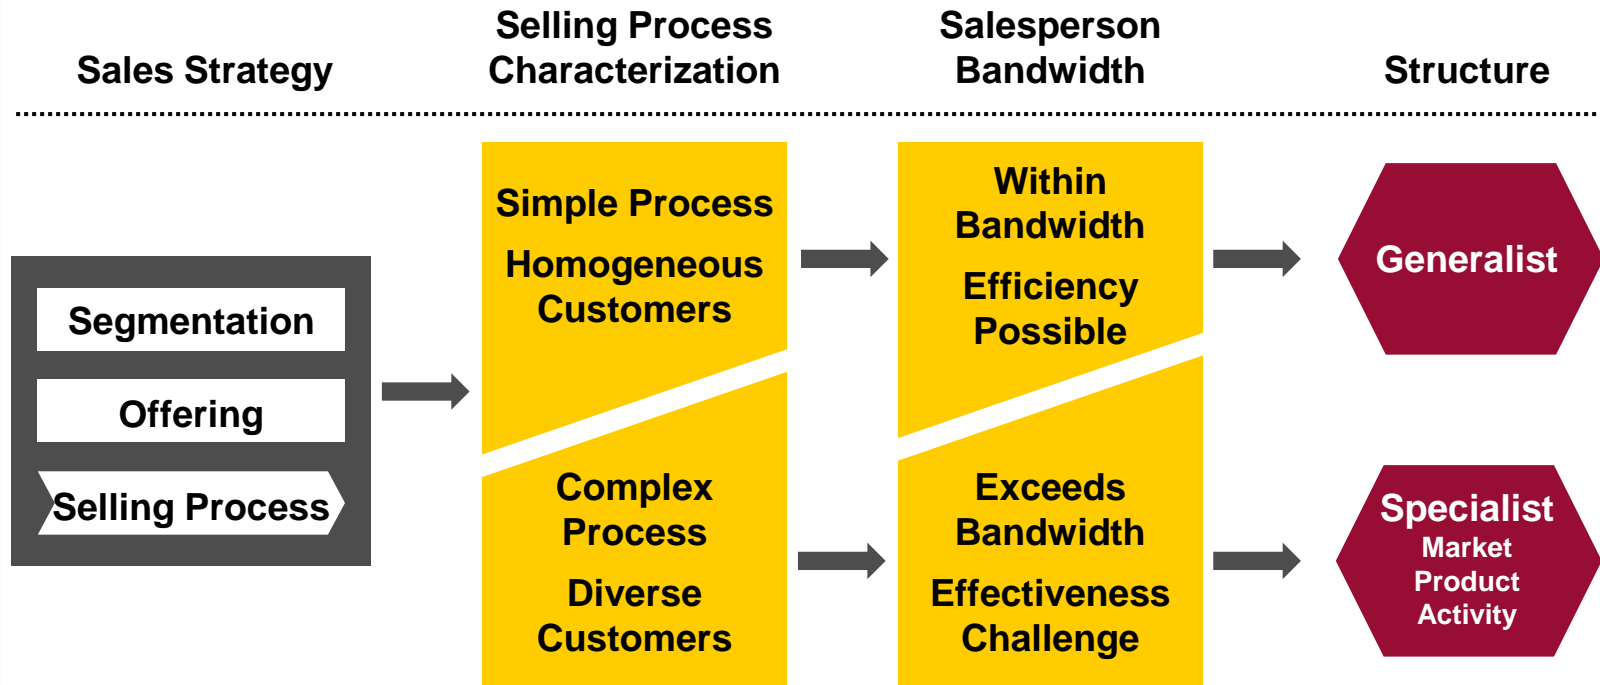 Sales Strategy
Selling Process
Characterization
Salesperson
Bandwidth
Structure
Segmentation
Offering
Selling Process
Simple Process
Homogeneous
Customers
Within
Bandwidth
Efficiency
Possible
Generalist
Complex
Process
Diverse
Customers
Exceeds
Bandwidth
Effectiveness
Challenge
Specialist
Market
Product
Activity